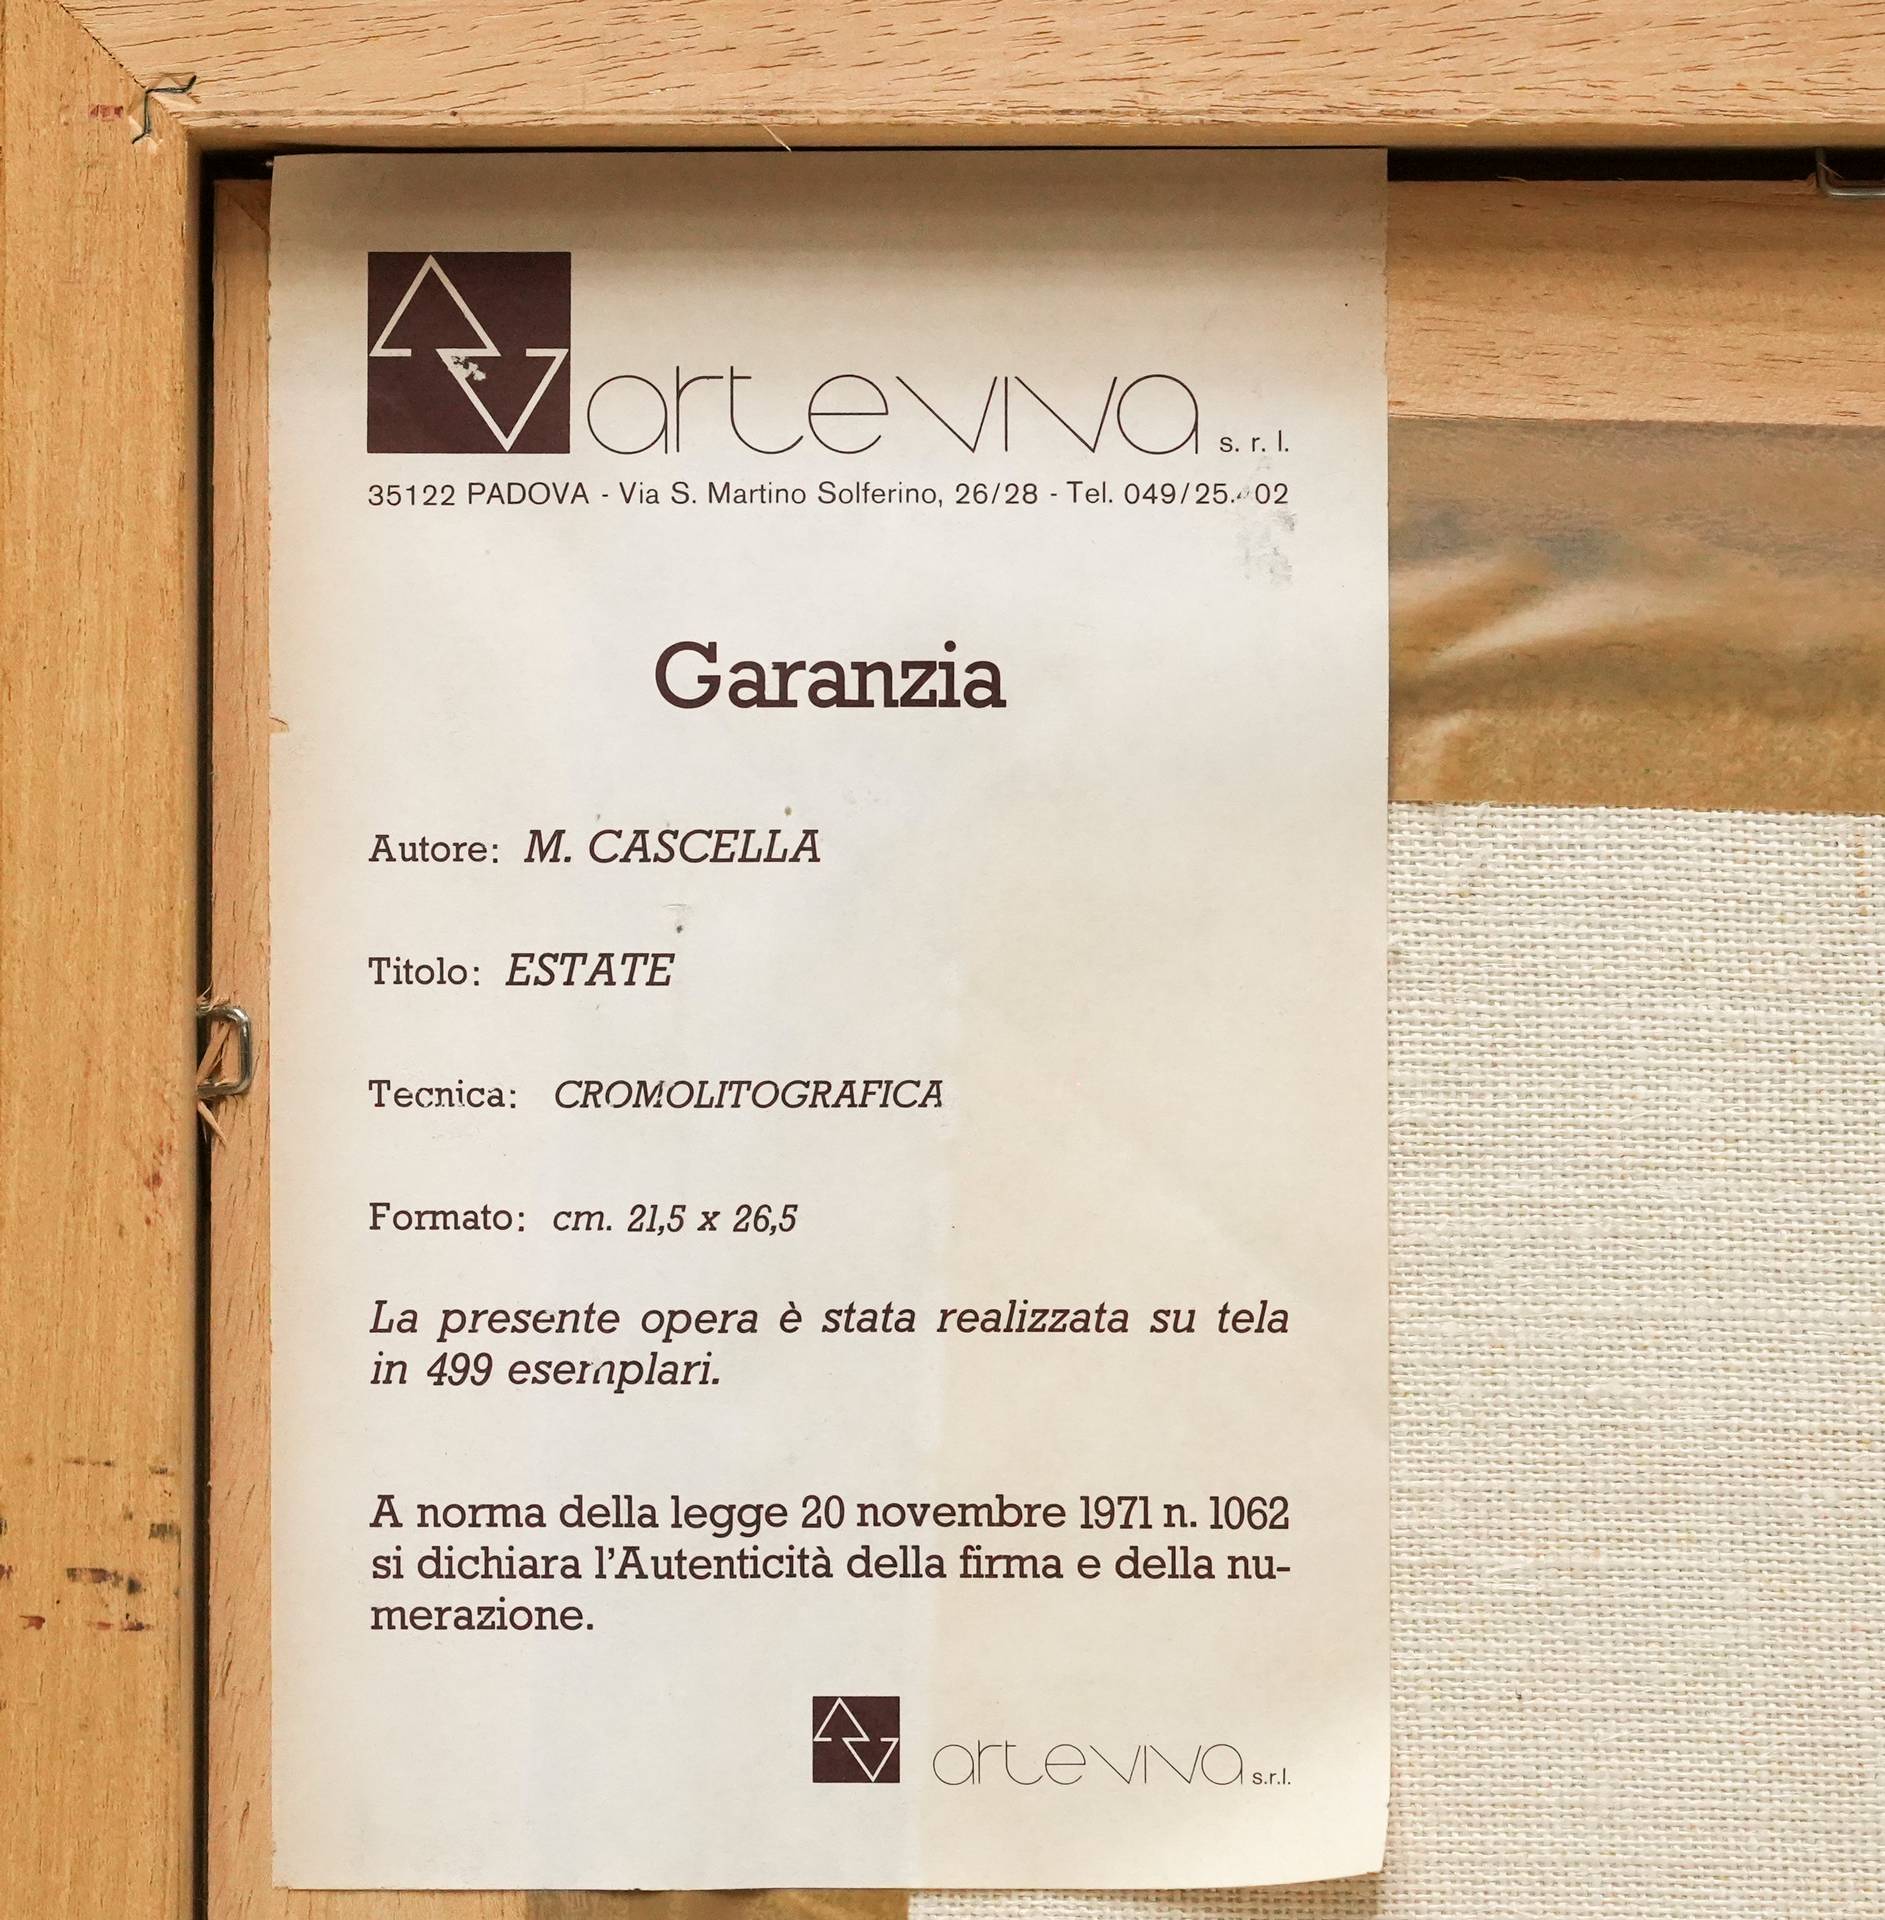 arteviva s. r. l.
35122 PADOVA - Via S. Martino Solferino, 26/28 - Tel.
Garanzia
Autore: M. CASCELLA
Titolo: ESTATE
Tecnica: CROMOLITOGRAFICA
Formato: cm. 21,5 x 26,5
La presente opera è stata realizzata su tela
in 499 esemplari.
A norma della legge 20 novembre 1971 n. 1062
si dichiara l'Autenticità della firma e della nu-
merazione.
arteviva s.r.l.